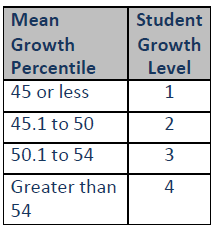 Mean Student
Growth Growth
Percentile Level
45 or less 1
45.1 to 50 2
50.1 to 54 3
Greater than 4
54